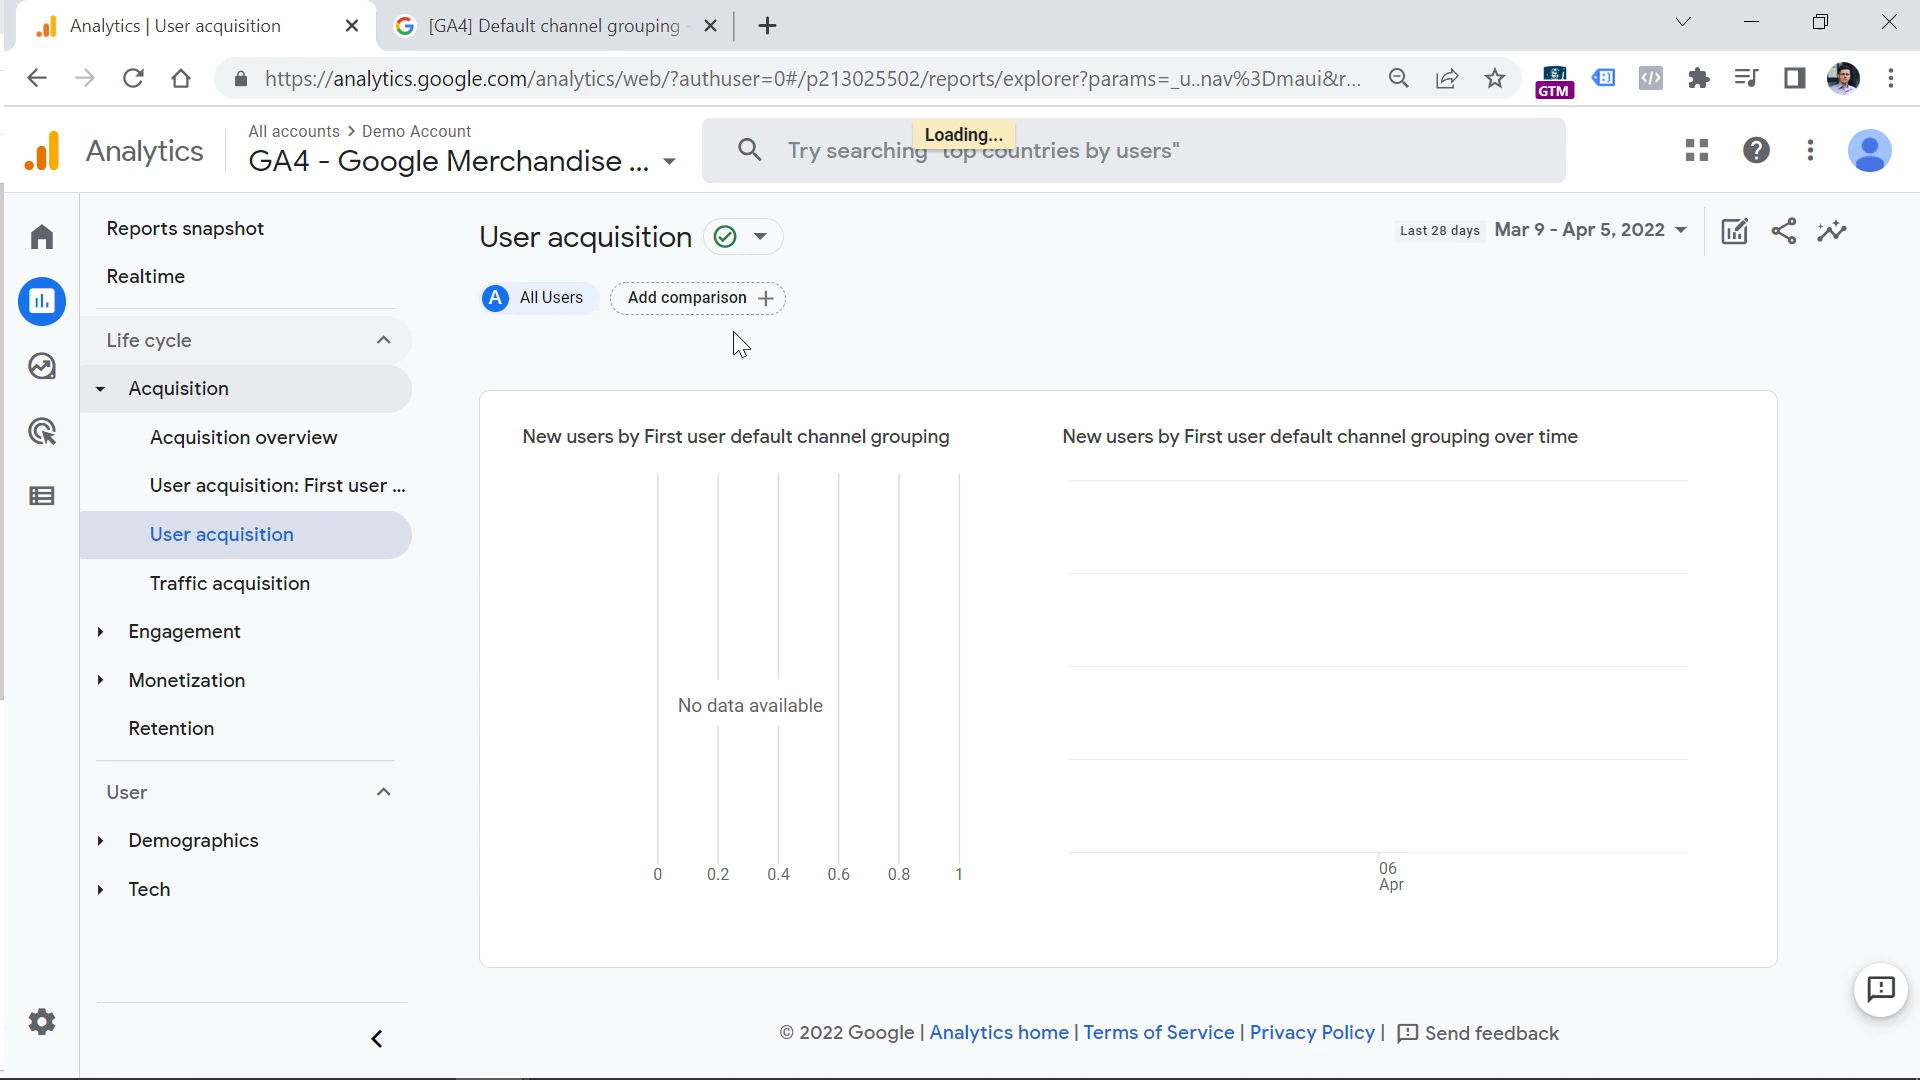 Analytics | User acquisition
[GA4] Default channel grouping -
https://analytics.google.com/analytics/web/?authuser=0#/p213025502/reports/explorer?params=_u..nav%3Dmaui&r...
GTM
Analytics
All accounts > Demo Account
GA4 - Google Merchandise ...
Try searching "top countries by users"
Loading...
Reports snapshot
Realtime
Life cycle
Acquisition
Acquisition overview
User acquisition: First user ...
User acquisition
Traffic acquisition
Engagement
Monetization
Retention
User
Demographics
Tech
User acquisition
Last 28 days Mar 9 - Apr 5, 2022
A All Users
Add comparison +
New users by First user default channel grouping
No data available
0 0.2 0.4 0.6 0.8 1
New users by First user default channel grouping over time
06
Apr
© 2022 Google | Analytics home | Terms of Service | Privacy Policy | Send feedback